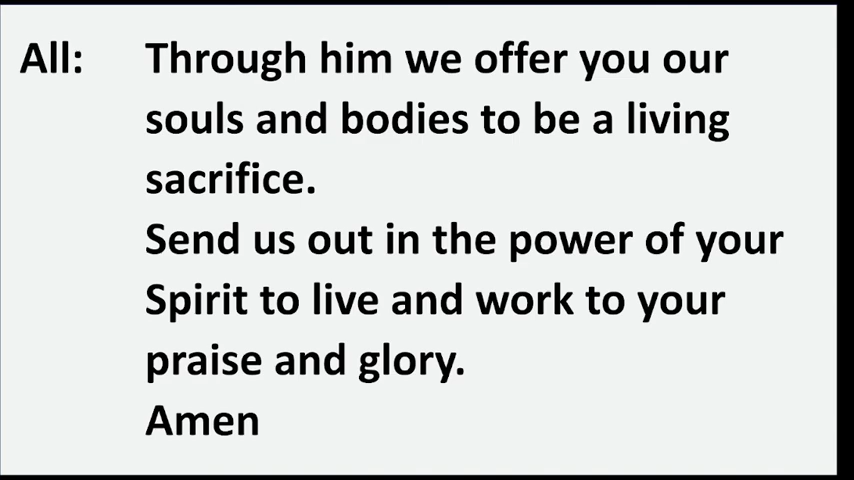 All: Through him we offer you our
souls and bodies to be a living
sacrifice.
Send us out in the power of your
Spirit to live and work to your
praise and glory.
Amen